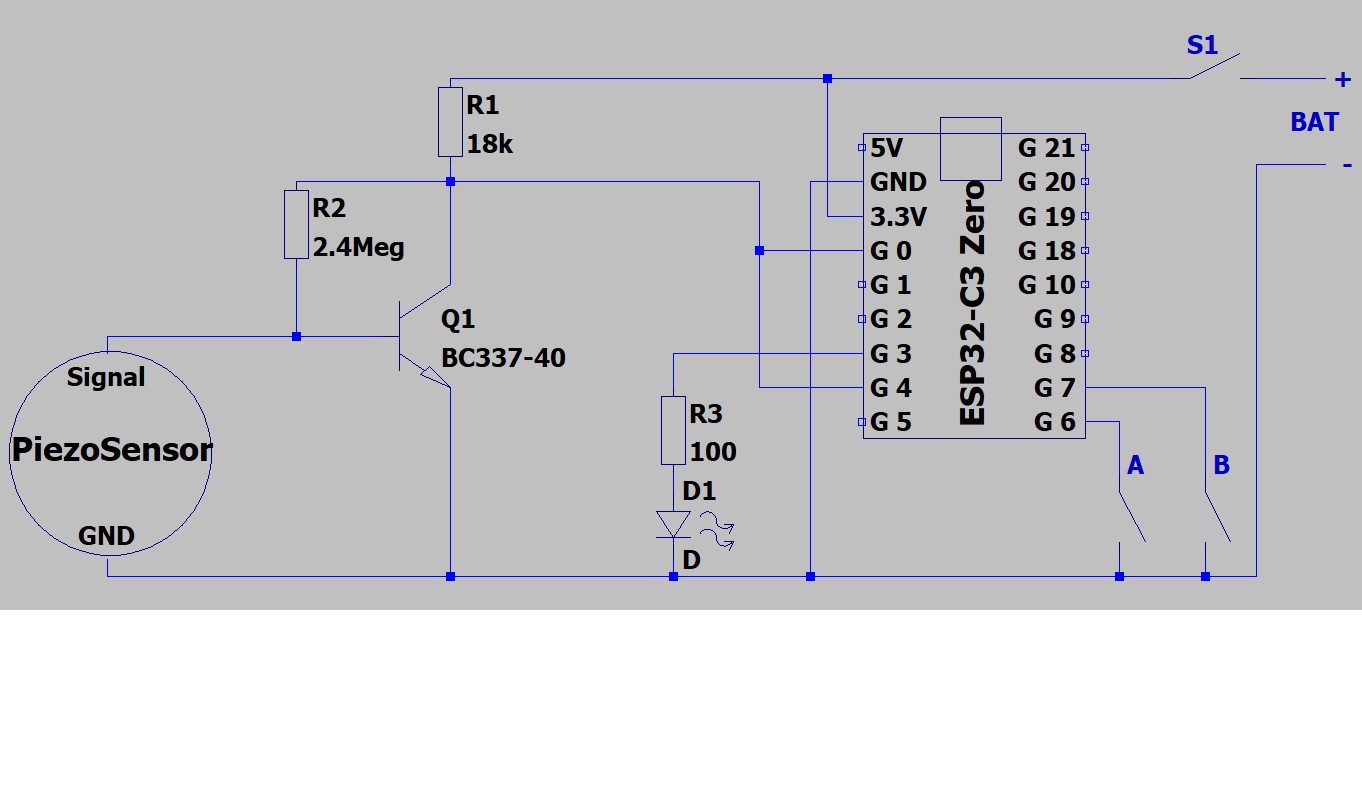 S1
+
BAT
-
R1
18k
R2
2.4Meg
Q1
BC337-40
Signal
PiezoSensor
GND
R3
100
D1
D
5V
GND
3.3V
G 0
G 1
G 2
G 3
G 4
G 5
ESP32-C3 Zero
G 21
G 20
G 19
G 18
G 10
G 9
G 8
G 7
G 6
A
B